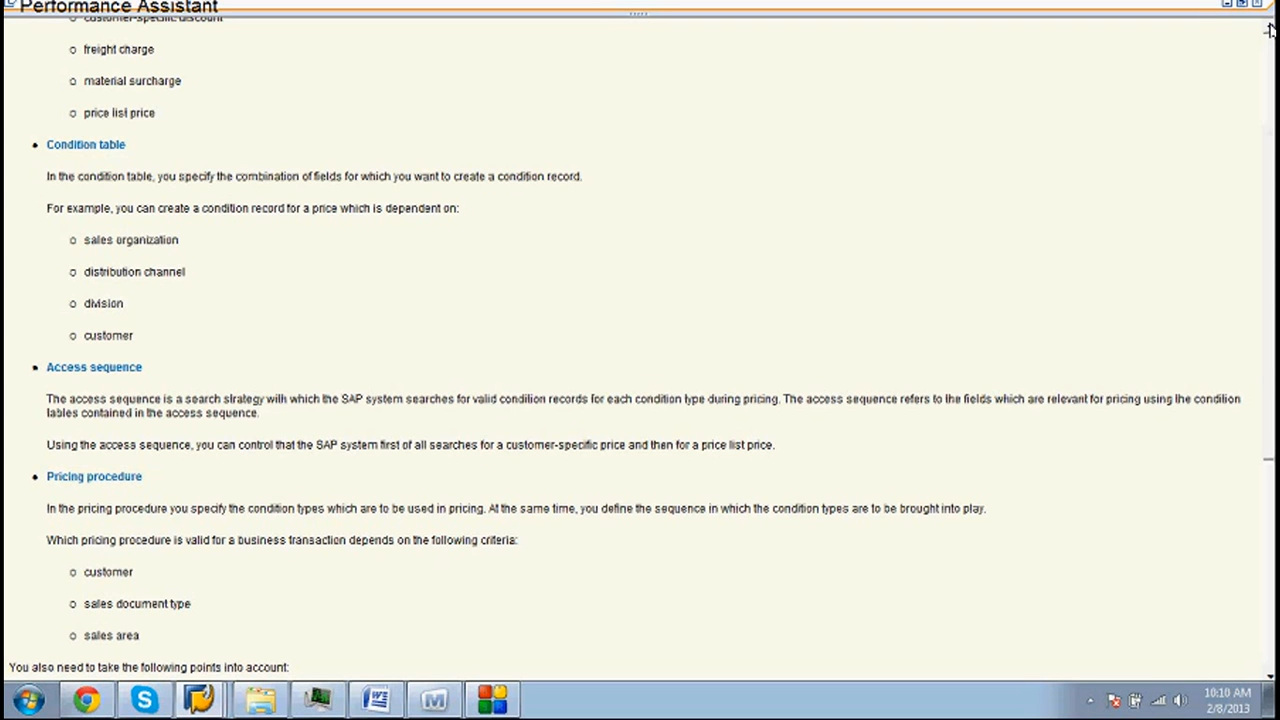 Performance Assistant
customer-specific discount
freight charge
material surcharge
price list price
Condition table
In the condition table, you specify the combination of fields for which you want to create a condition record.
For example, you can create a condition record for a price which is dependent on:
sales organization
distribution channel
division
customer
Access sequence
The access sequence is a search strategy with which the SAP system searches for valid condition records for each condition type during pricing. The access sequence refers to the fields which are relevant for pricing using the condition
tables contained in the access sequence.
Using the access sequence, you can control that the SAP system first of all searches for a customer-specific price and then for a price list price.
Pricing procedure
In the pricing procedure you specify the condition types which are to be used in pricing. At the same time, you define the sequence in which the condition types are to be brought into play.
Which pricing procedure is valid for a business transaction depends on the following criteria:
customer
sales document type
sales area
You also need to take the following points into account:
10:10 AM
2/8/2013